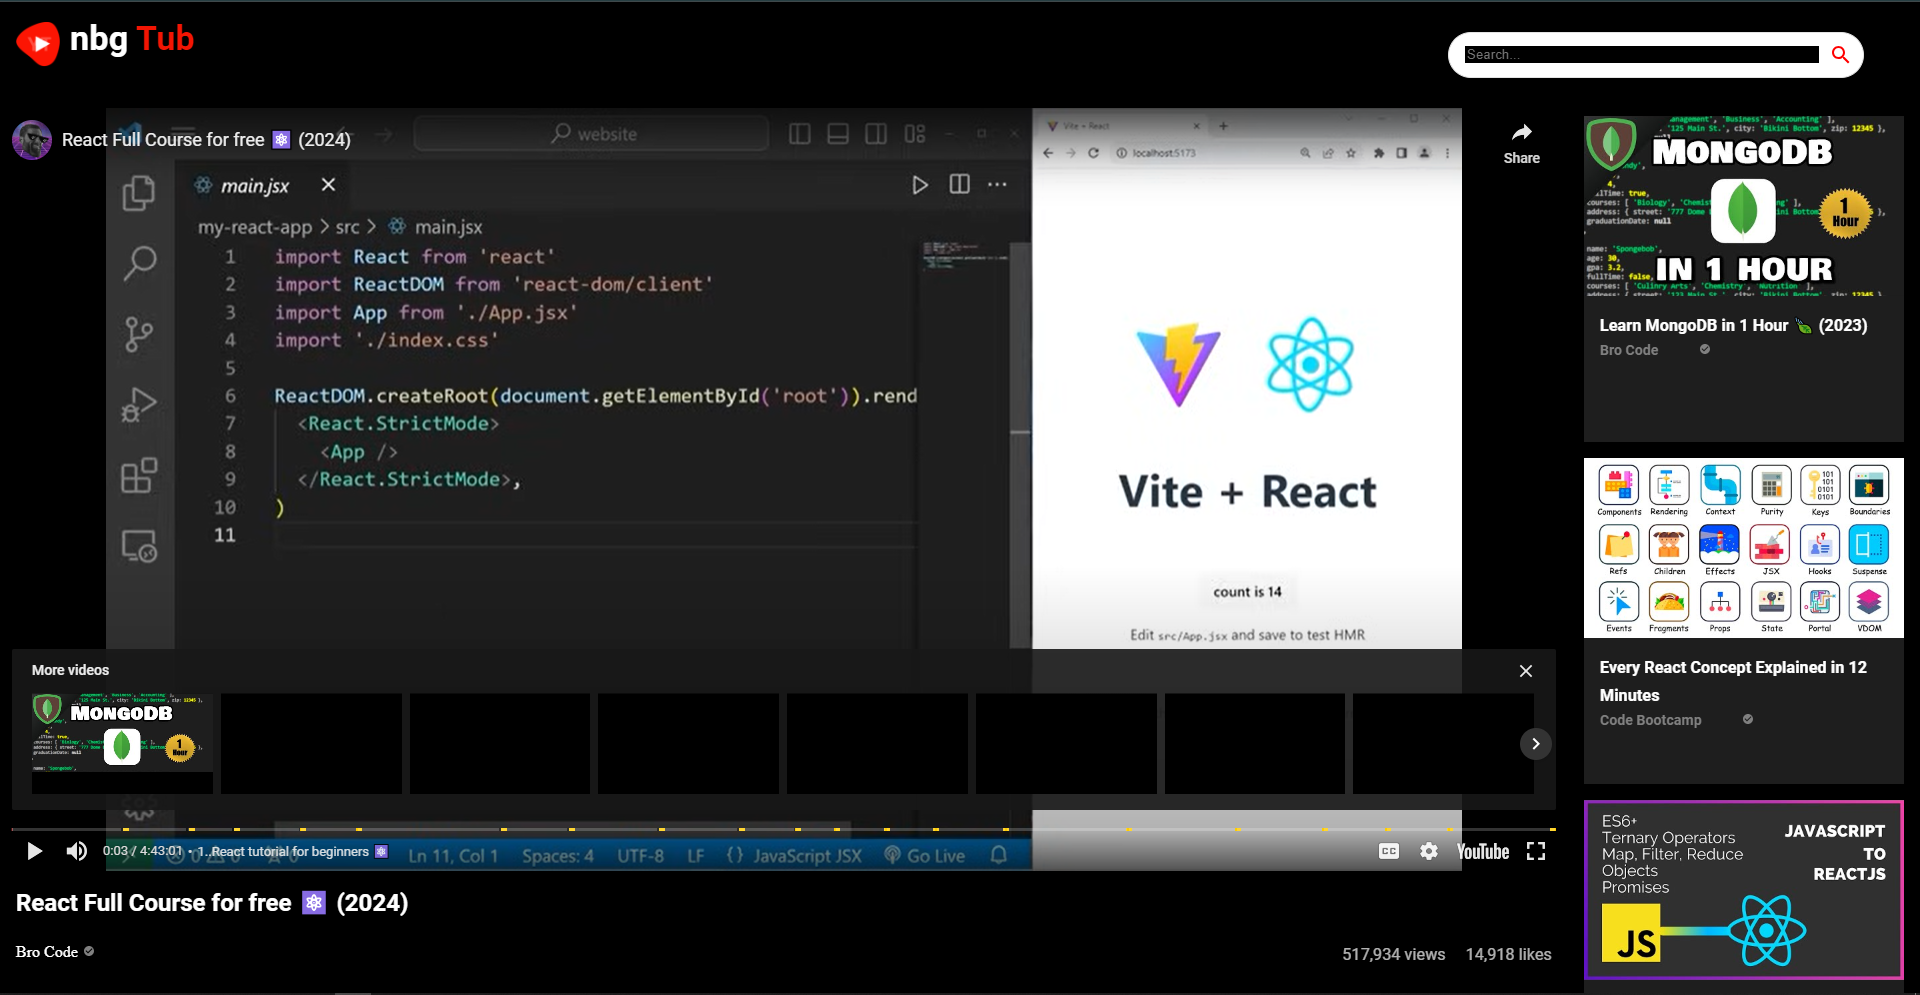 nbg Tub
Search...
React Full Course for free (2024)
website
main.jsx
my-react-app > src > main.jsx
1 import React from 'react'
2 import ReactDOM from 'react-dom/client'
3 import App from './App.jsx'
4 import './index.css'
5
6 ReactDOM.createRoot(document.getElementById('root')).rend
7 <React.StrictMode>
8 <App />
9 </React.StrictMode>,
10 )
11
Vite + React
localhost:5173
Vite + React
count is 14
Edit src/App.jsx and save to test HMR
Share
More videos
MONGODB
1
Hour
0:03 / 4:43:01 • 1. React tutorial for beginners
Ln 11, Col 1 Spaces: 4 UTF-8 LF {} JavaScript JSX Go Live
CC
YouTube
React Full Course for free (2024)
Bro Code
517,934 views 14,918 likes
MONGODB
1
Hour
IN 1 HOUR
Learn MongoDB in 1 Hour (2023)
Bro Code
Components Rendering Context Purity Keys Boundaries
Refs Children Effects JSX Hooks Suspense
Events Fragments Props State Portal VDOM
Every React Concept Explained in 12
Minutes
Code Bootcamp
ES6+
Ternary Operators
Map, Filter, Reduce
Objects
Promises
JAVASCRIPT
TO
REACTJS
JS